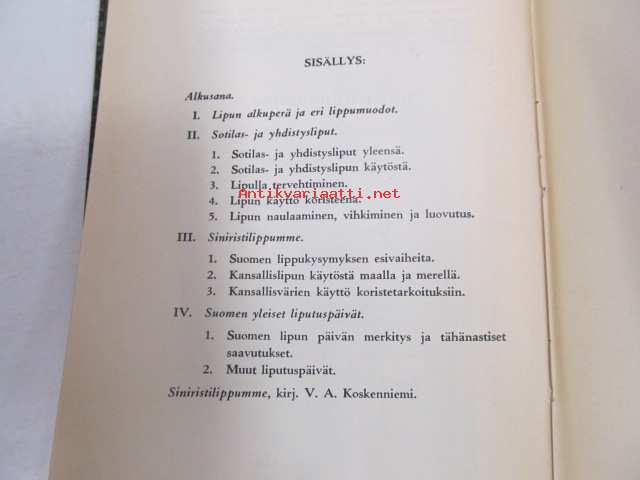 SISÄLLYS:
Alkusana.
I. Lipun alkuperä ja eri lippumuodot.
II. Sotilas- ja yhdistysliput.
1. Sotilas- ja yhdistysliput yleensä.
2. Sotilas- ja yhdistyslipun käytöstä.
3. Lipulla tervehtiminen.
Antikvariaatti.net
4. Lipun käyttö koristeena.
5. Lipun naulaaminen, vihkiminen ja luovutus.
III. Siniristilippumme.
1. Suomen lippukysymyksen esivaiheita.
2. Kansallislipun käytöstä maalla ja merellä.
3. Kansallisvärien käyttö koristetarkoituksiin.
IV. Suomen yleiset liputuspäivät.
1. Suomen lipun päivän merkitys ja tähänastiset
saavutukset.
2. Muut liputuspäivät.
Siniristilippumme, kirj. V. A. Koskenniemi.